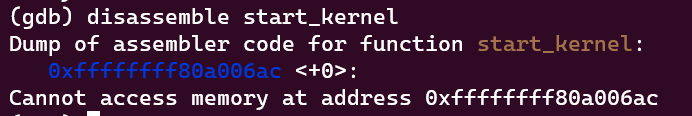 (gdb) disassemble start_kernel
Dump of assembler code for function start_kernel:
   0xffffffff80a006ac <+0>:
Cannot access memory at address 0xffffffff80a006ac